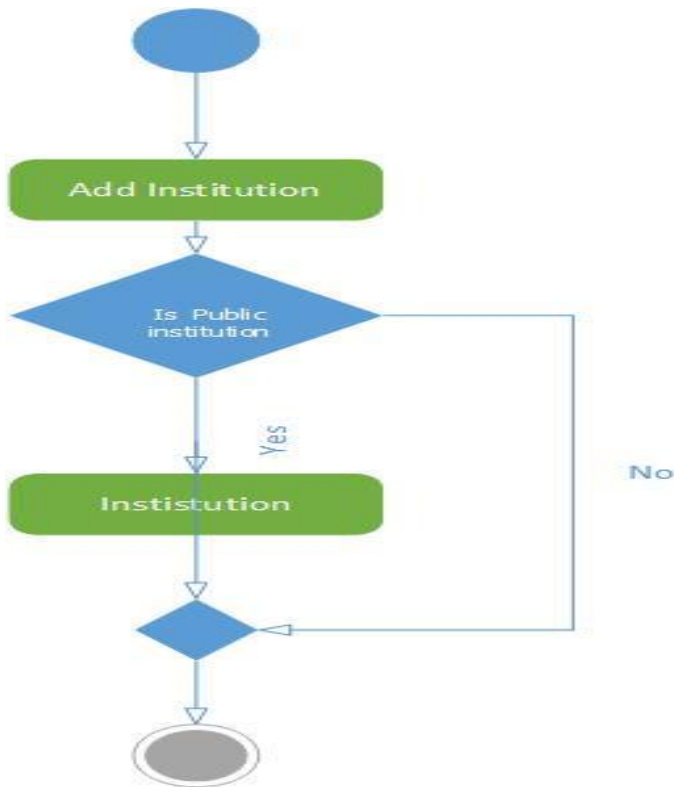 Add Institution
Is Public
institution
Yes
No
Instistution